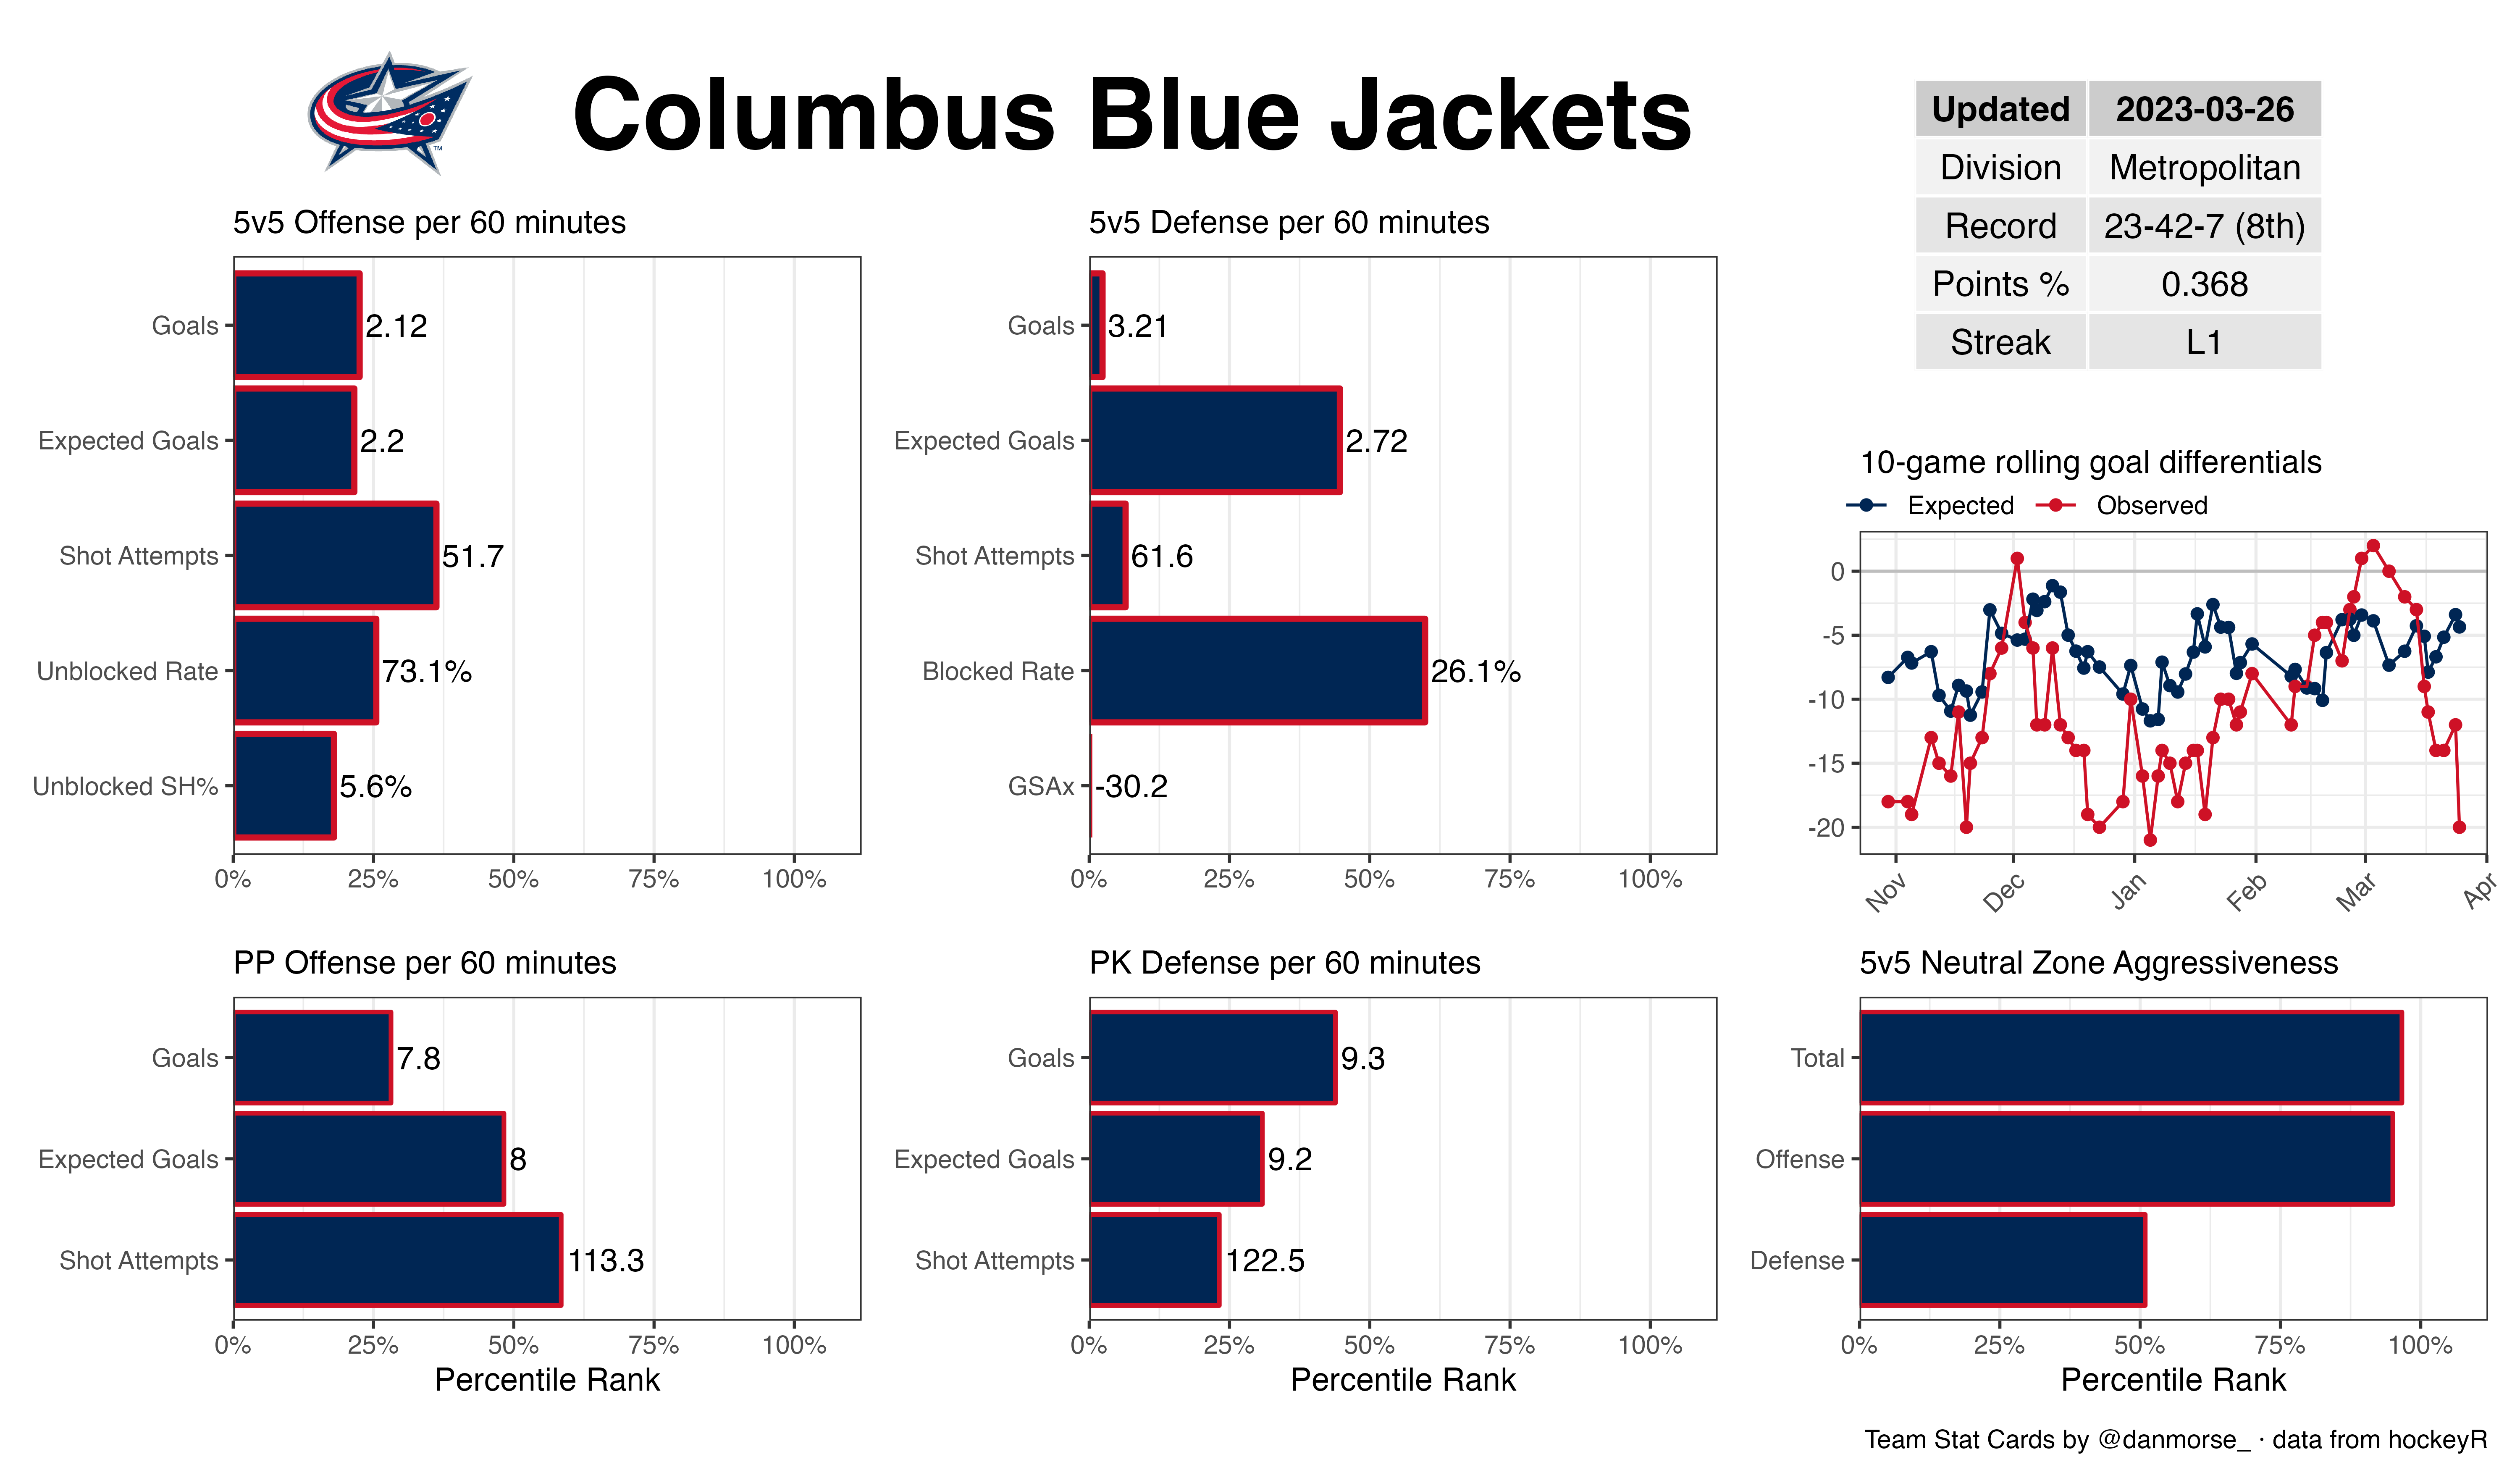 Columbus Blue Jackets
TM
Updated 2023-03-26
Division Metropolitan
Record 23-42-7 (8th)
Points % 0.368
Streak L1
5v5 Offense per 60 minutes
Goals 2.12
Expected Goals 2.2
Shot Attempts 51.7
Unblocked Rate 73.1%
Unblocked SH% 5.6%
0% 25% 50% 75% 100%
5v5 Defense per 60 minutes
Goals 3.21
Expected Goals 2.72
Shot Attempts 61.6
Blocked Rate 26.1%
GSAx -30.2
0% 25% 50% 75% 100%
10-game rolling goal differentials
Expected Observed
0
-5
-10
-15
-20
Nov Dec Jan Feb Mar Apr
PP Offense per 60 minutes
Goals 7.8
Expected Goals 8
Shot Attempts 113.3
0% 25% 50% 75% 100%
Percentile Rank
PK Defense per 60 minutes
Goals 9.3
Expected Goals 9.2
Shot Attempts 122.5
0% 25% 50% 75% 100%
Percentile Rank
5v5 Neutral Zone Aggressiveness
Total
Offense
Defense
0% 25% 50% 75% 100%
Percentile Rank
Team Stat Cards by @danmorse_ · data from hockeyR